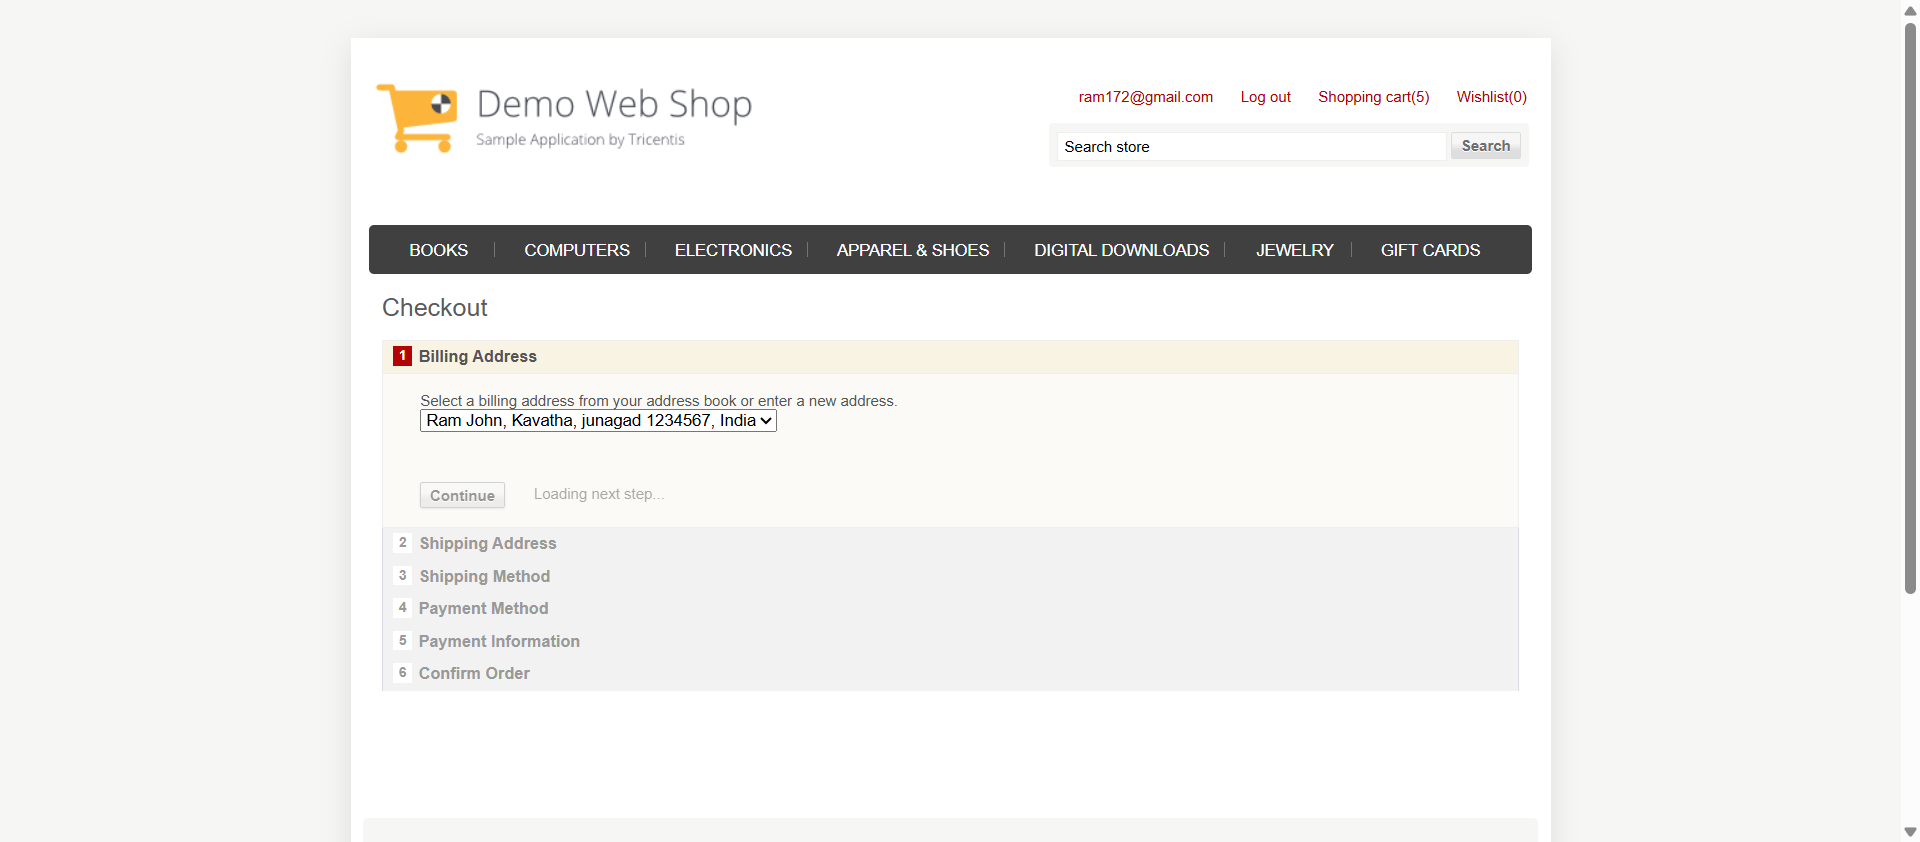 Demo Web Shop
Sample Application by Tricentis
ram172@gmail.com Log out Shopping cart(5) Wishlist(0)
Search store Search
BOOKS COMPUTERS ELECTRONICS APPAREL & SHOES DIGITAL DOWNLOADS JEWELRY GIFT CARDS
Checkout
1 Billing Address
Select a billing address from your address book or enter a new address.
Ram John, Kavatha, junagad 1234567, India
Continue Loading next step...
2 Shipping Address
3 Shipping Method
4 Payment Method
5 Payment Information
6 Confirm Order